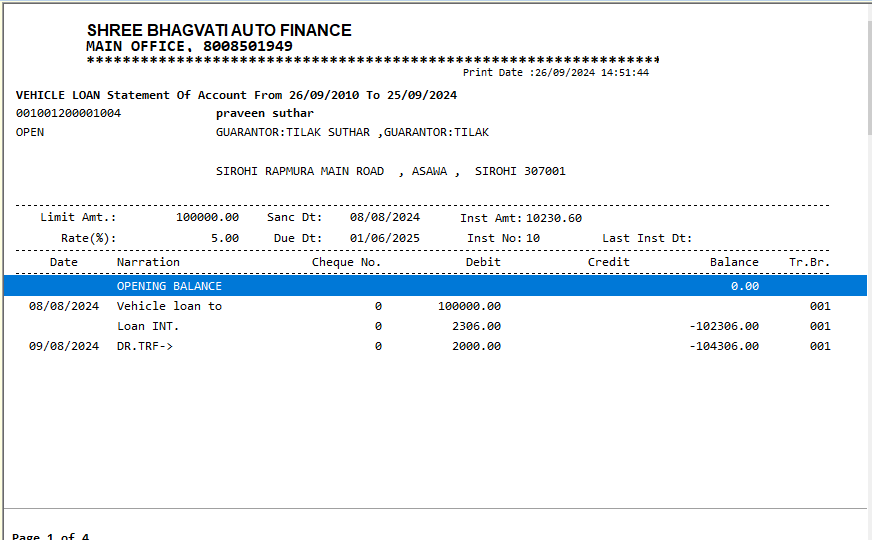 SHREE BHAGVATI AUTO FINANCE
MAIN OFFICE, 8008501949
*****************************************************************
Print Date :26/09/2024 14:51:44
VEHICLE LOAN Statement Of Account From 26/09/2010 To 25/09/2024
001001200001004 praveen suthar
OPEN GUARANTOR:TILAK SUTHAR ,GUARANTOR:TILAK
SIROHI RAPMURA MAIN ROAD , ASAWA , SIROHI 307001
Limit Amt.: 100000.00 Sanc Dt: 08/08/2024 Inst Amt: 10230.60
Rate(%): 5.00 Due Dt: 01/06/2025 Inst No: 10 Last Inst Dt:
Date Narration Cheque No. Debit Credit Balance Tr.Br.
OPENING BALANCE 0.00
08/08/2024 Vehicle loan to 0 100000.00 001
Loan INT. 0 2306.00 -102306.00 001
09/08/2024 DR.TRF-> 0 2000.00 -104306.00 001
Page 1 of 4